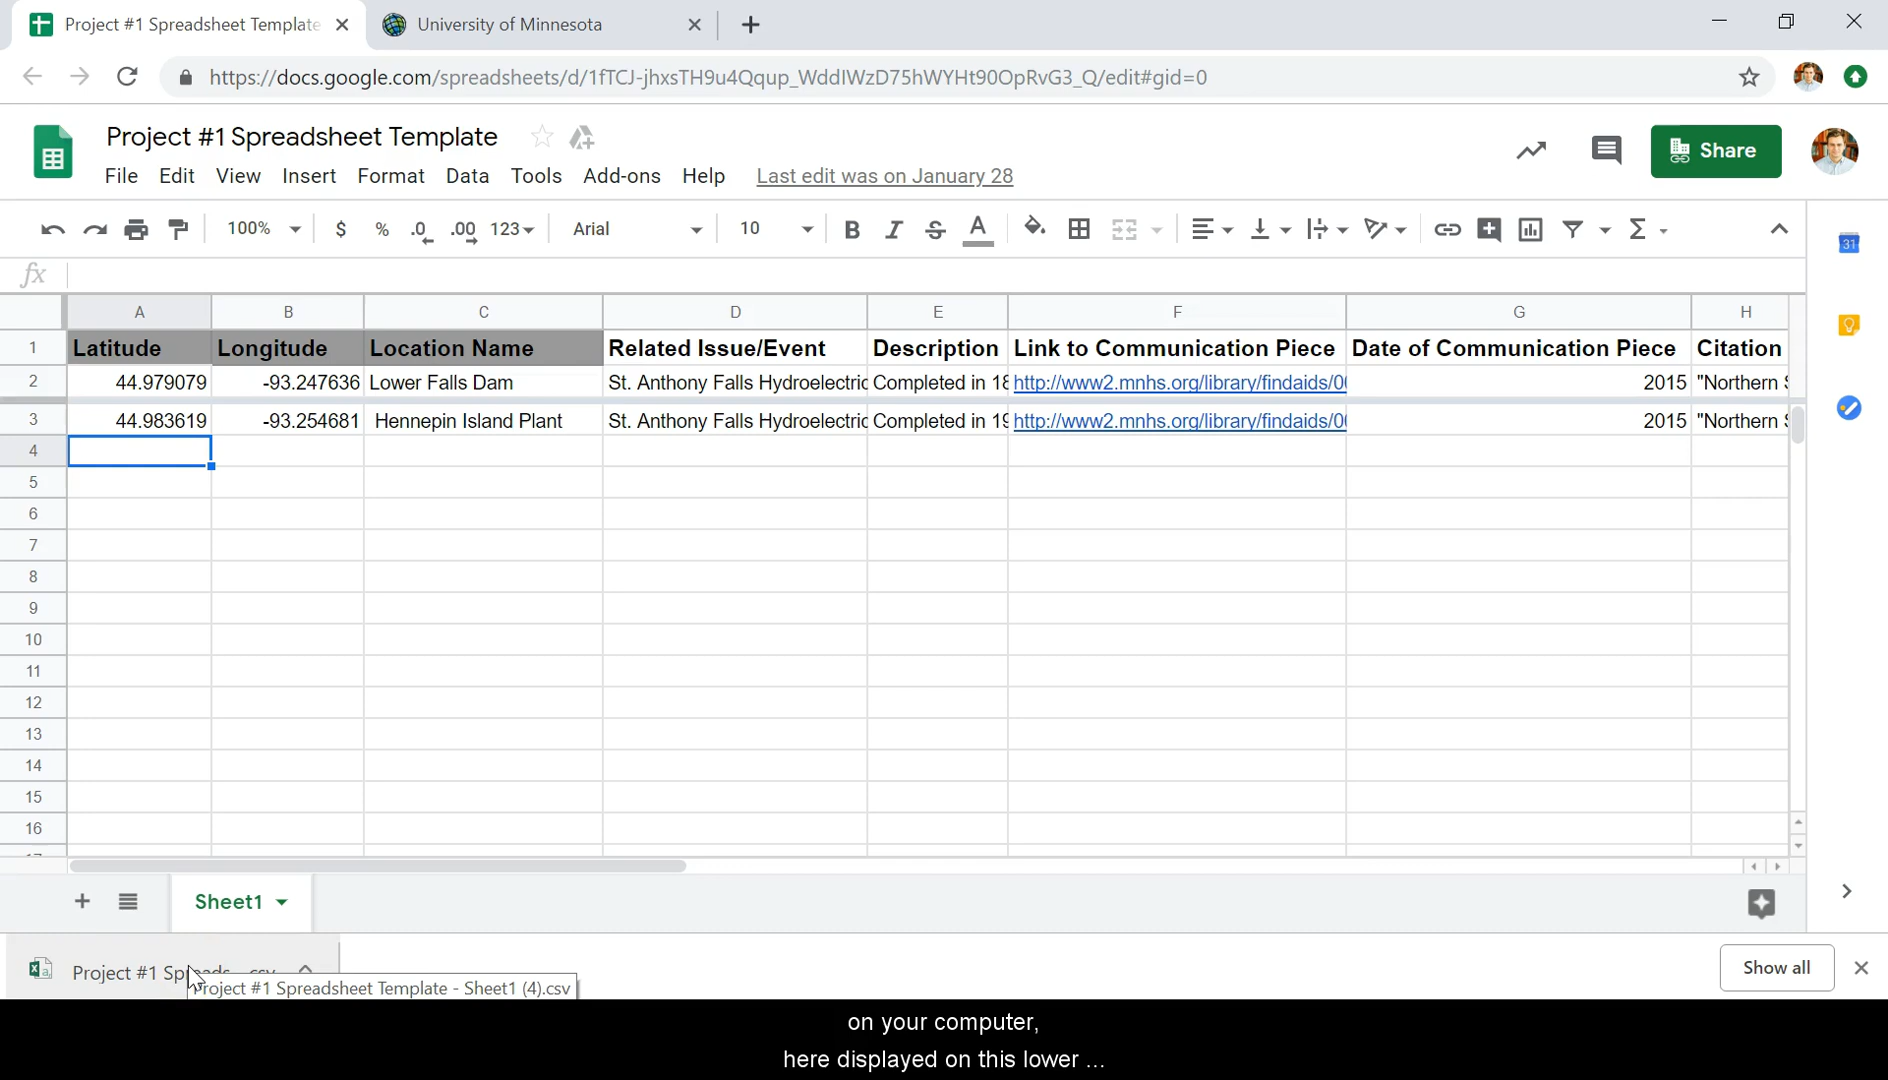 Project #1 Spreadsheet Template
University of Minnesota
https://docs.google.com/spreadsheets/d/1fTCJ-jhxsTH9u4Qqup_WddIWzD75hWYHt90OpRvG3_Q/edit#gid=0
Project #1 Spreadsheet Template
File Edit View Insert Format Data Tools Add-ons Help Last edit was on January 28
Share
100% $ % .0 .00 123 Arial 10 B I S A Σ
31
fx
A B C D E F G H
1 Latitude Longitude Location Name Related Issue/Event Description Link to Communication Piece Date of Communication Piece Citation
2 44.979079 -93.247636 Lower Falls Dam St. Anthony Falls Hydroelectric Completed in 18 http://www2.mnhs.org/library/findaids/0 2015 "Northern S
3 44.983619 -93.254681 Hennepin Island Plant St. Anthony Falls Hydroelectric Completed in 19 http://www2.mnhs.org/library/findaids/0 2015 "Northern S
4
5
6
7
8
9
10
11
12
13
14
15
16
Sheet1
Project #1 Spreads....csv
Show all
Project #1 Spreadsheet Template - Sheet1 (4).csv
on your computer,
here displayed on this lower ...